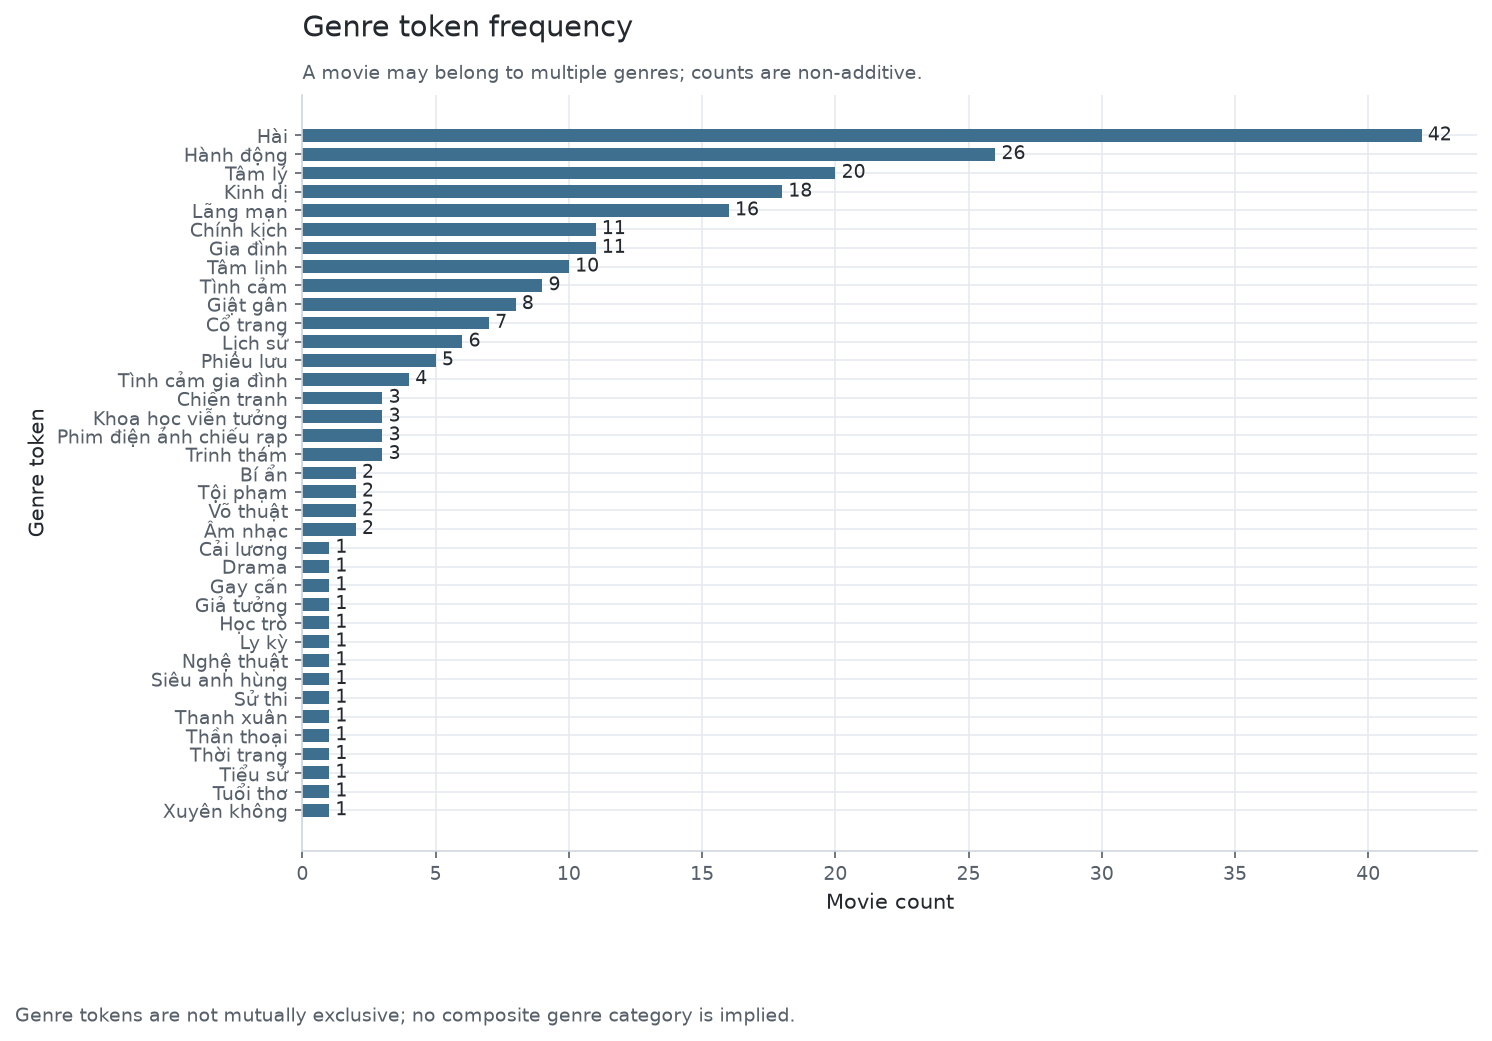 Genre token frequency
A movie may belong to multiple genres; counts are non-additive.
Genre token
Hài 42
Hành động 26
Tâm lý 20
Kinh dị 18
Lãng mạn 16
Chính kịch 11
Gia đình 11
Tâm linh 10
Tình cảm 9
Giật gân 8
Cổ trang 7
Lịch sử 6
Phiêu lưu 5
Tình cảm gia đình 4
Chiến tranh 3
Khoa học viễn tưởng 3
Phim điện ảnh chiếu rạp 3
Trinh thám 3
Bí ẩn 2
Tội phạm 2
Võ thuật 2
Âm nhạc 2
Cải lương 1
Drama 1
Gay cấn 1
Giả tưởng 1
Học trò 1
Ly kỳ 1
Nghệ thuật 1
Siêu anh hùng 1
Sử thi 1
Thanh xuân 1
Thần thoại 1
Thời trang 1
Tiểu sử 1
Tuổi thơ 1
Xuyên không 1
0 5 10 15 20 25 30 35 40
Movie count
Genre tokens are not mutually exclusive; no composite genre category is implied.